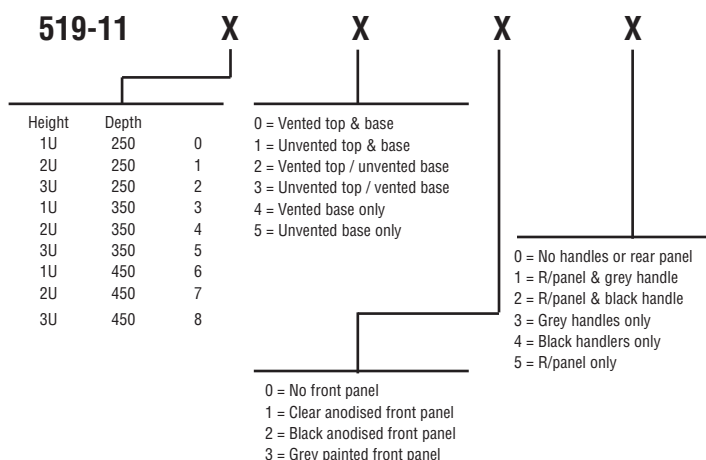 519-11 X X X X
Height Depth
1U 250 0
2U 250 1
3U 250 2
1U 350 3
2U 350 4
3U 350 5
1U 450 6
2U 450 7
3U 450 8
0 = Vented top & base
1 = Unvented top & base
2 = Vented top / unvented base
3 = Unvented top / vented base
4 = Vented base only
5 = Unvented base only
0 = No front panel
1 = Clear anodised front panel
2 = Black anodised front panel
3 = Grey painted front panel
0 = No handles or rear panel
1 = R/panel & grey handle
2 = R/panel & black handle
3 = Grey handles only
4 = Black handlers only
5 = R/panel only